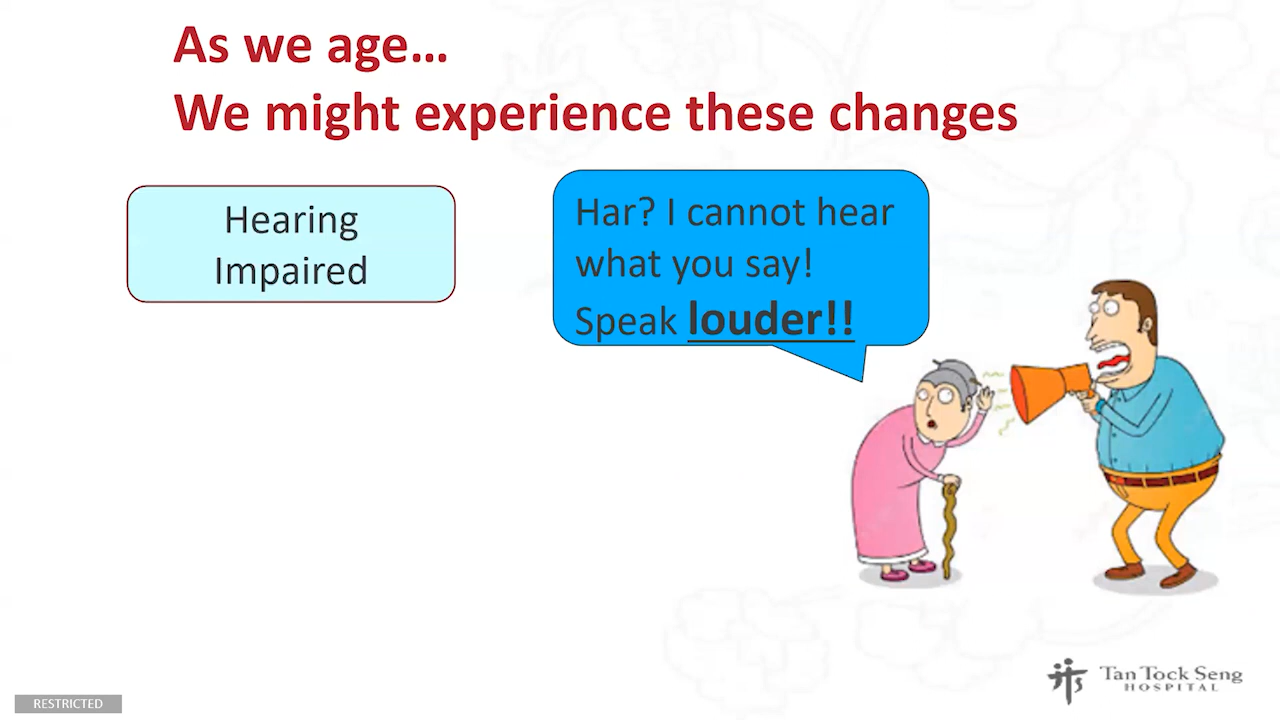 As we age…
We might experience these changes
Hearing
Impaired
Har? I cannot hear
what you say!
Speak louder!!
Tan Tock Seng
HOSPITAL
RESTRICTED